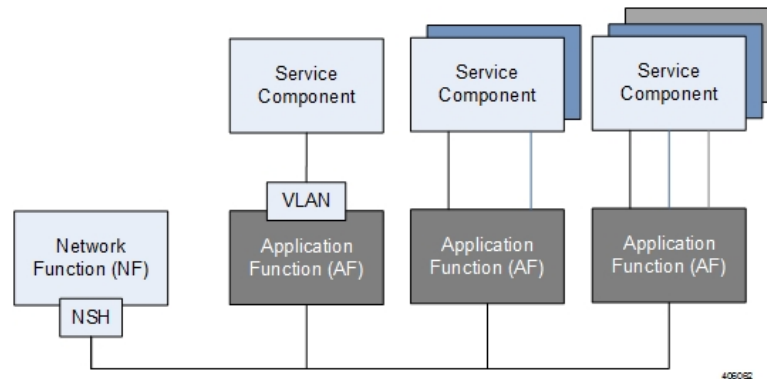 Service
Component
Service
Component
Service
Component
VLAN
Network
Function (NF)
Application
Function (AF)
Application
Function (AF)
Application
Function (AF)
NSH
406062